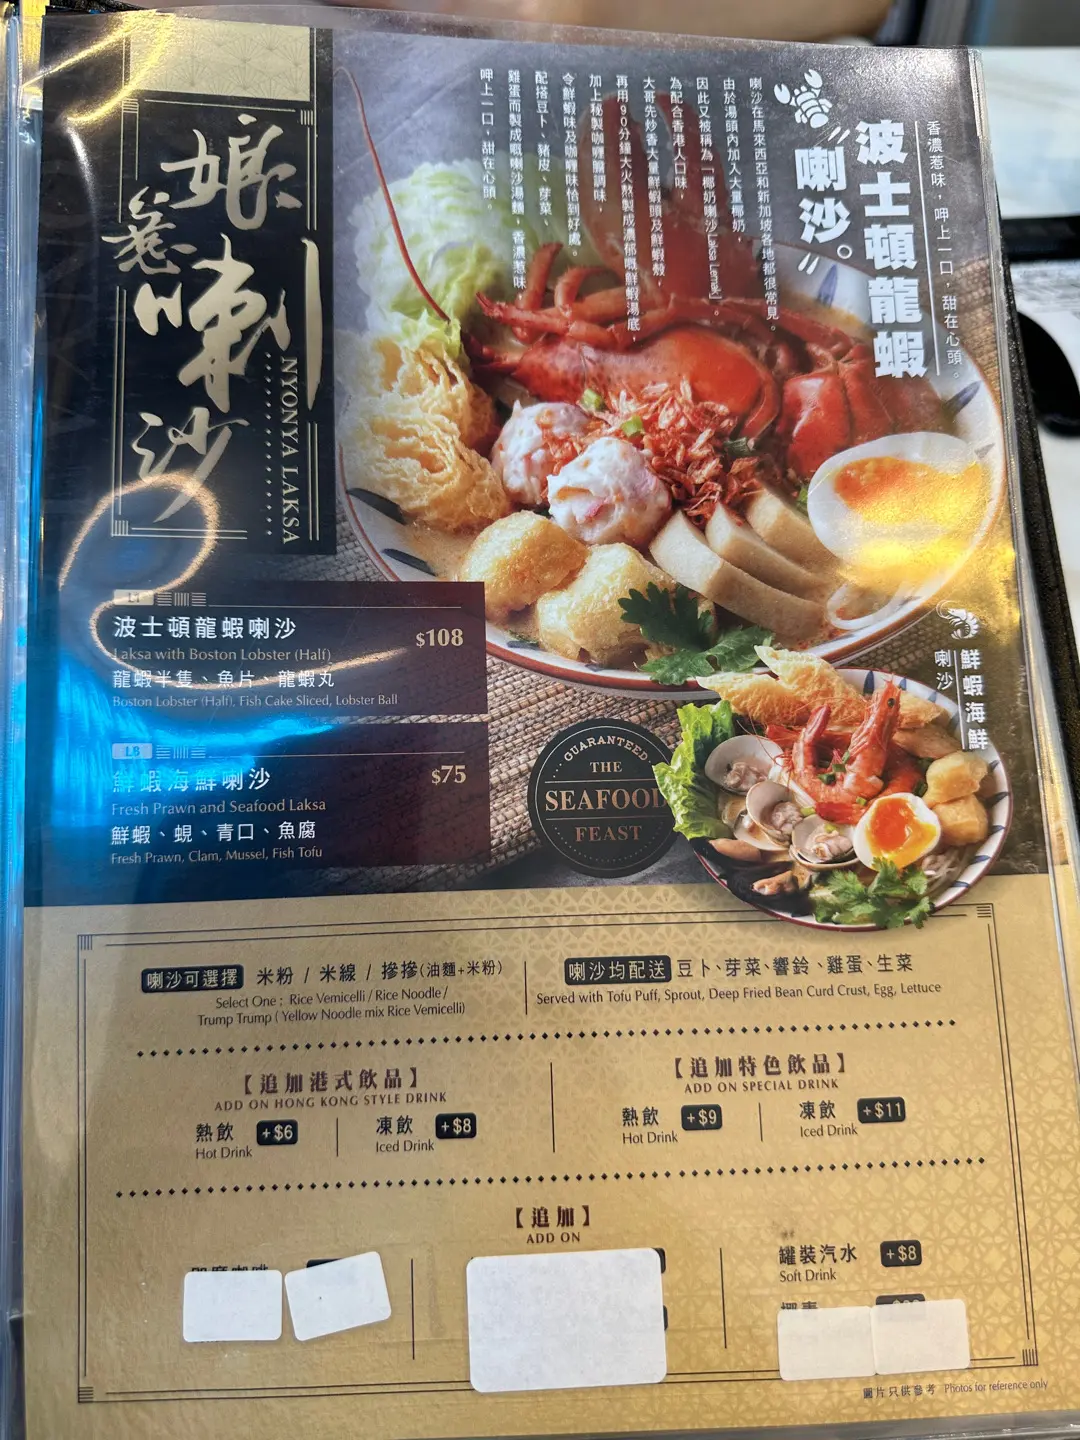 娘惹喇沙
NYONYA LAKSA
香濃惹味，呷上一口，甜在心頭。
波士頓龍蝦
"喇沙。"
喇沙在馬來西亞和新加坡各地都很常見。
由於湯頭內加入大量椰奶，
因此又被稱為「椰奶喇沙Laksa Lemak」。
為配合香港人口味，
大哥先炒香大量鮮蝦頭及鮮蝦殼，
再用90分鐘大火熬製成濃郁嘅鮮蝦湯底，
加上秘製咖喱膽調味，
令鮮蝦味及咖喱味恰到好處。
配搭豆卜、豬皮、芽菜、
雞蛋而製成嘅喇沙湯麵，香濃惹味，
呷上一口，甜在心頭。
L1
波士頓龍蝦喇沙
$108
Laksa with Boston Lobster (Half)
龍蝦半隻、魚片、龍蝦丸
Boston Lobster (Half), Fish Cake Sliced, Lobster Ball
L8
鮮蝦海鮮喇沙
$75
Fresh Prawn and Seafood Laksa
鮮蝦、蜆、青口、魚腐
Fresh Prawn, Clam, Mussel, Fish Tofu
GUARANTEED
THE
SEAFOOD
FEAST
鮮蝦海鮮
喇沙
喇沙可選擇 米粉 / 米線 / 摻摻(油麵+米粉)
Select One : Rice Vemicelli / Rice Noodle /
Trump Trump ( Yellow Noodle mix Rice Vemicelli)
喇沙均配送 豆卜、芽菜、響鈴、雞蛋、生菜
Served with Tofu Puff, Sprout, Deep Fried Bean Curd Crust, Egg, Lettuce
【追加港式飲品】
ADD ON HONG KONG STYLE DRINK
熱飲 +$6
Hot Drink
凍飲 +$8
Iced Drink
【追加特色飲品】
ADD ON SPECIAL DRINK
熱飲 +$9
Hot Drink
凍飲 +$11
Iced Drink
【追加】
ADD ON
罐裝汽水 +$8
Soft Drink
圖片只供參考 Photos for reference only